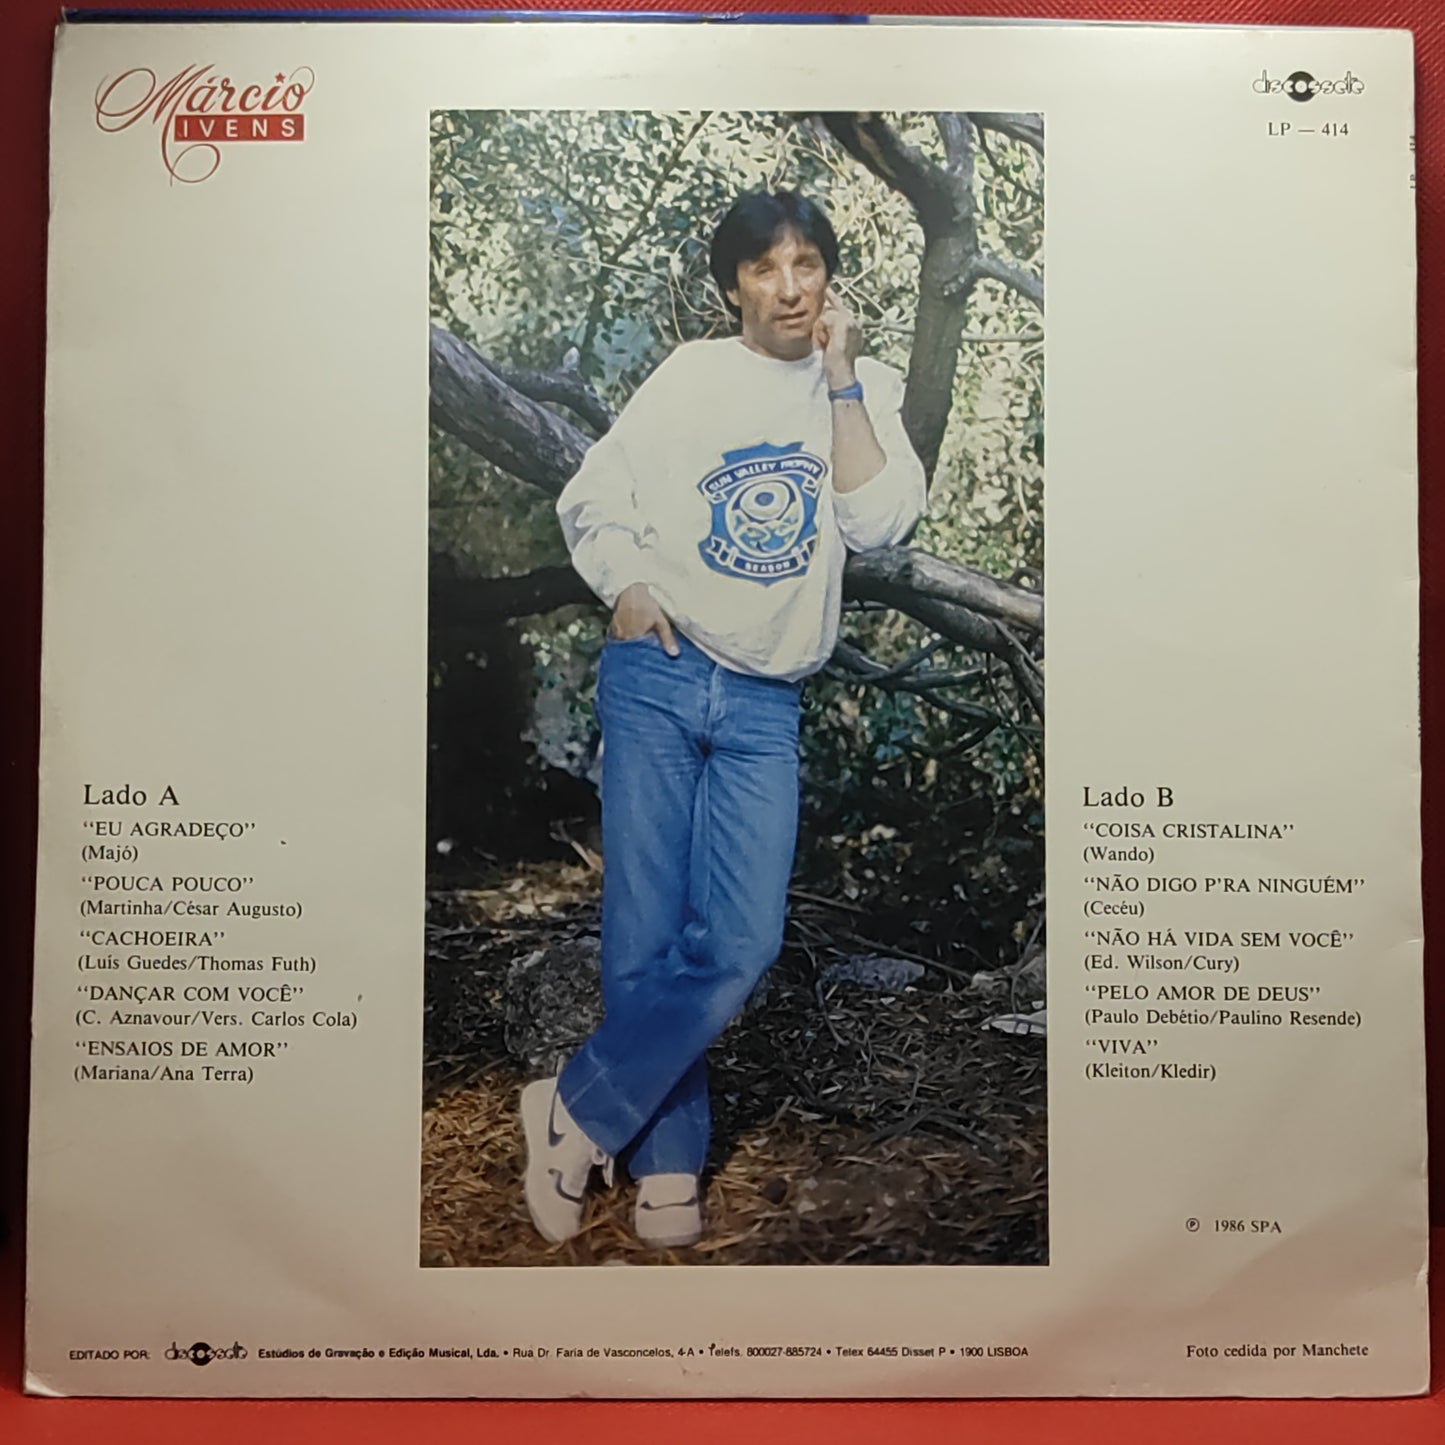 Márcio
IVENS
discossete
LP — 414
SUN VALLEY TROPHY
SEASON
Lado A
“EU AGRADEÇO”
(Majó)
“POUCA POUCO”
(Martinha/César Augusto)
“CACHOEIRA”
(Luís Guedes/Thomas Futh)
“DANÇAR COM VOCÊ”
(C. Aznavour/Vers. Carlos Cola)
“ENSAIOS DE AMOR”
(Mariana/Ana Terra)
Lado B
“COISA CRISTALINA”
(Wando)
“NÃO DIGO P’RA NINGUÉM”
(Cecéu)
“NÃO HÁ VIDA SEM VOCÊ”
(Ed. Wilson/Cury)
“PELO AMOR DE DEUS”
(Paulo Debétio/Paulino Resende)
“VIVA”
(Kleiton/Kledir)
℗ 1986 SPA
EDITADO POR: discossete Estúdios de Gravação e Edição Musical, Lda. • Rua Dr. Faria de Vasconcelos, 4-A • Telefs. 800027-885724 • Telex 64455 Disset P • 1900 LISBOA
Foto cedida por Manchete